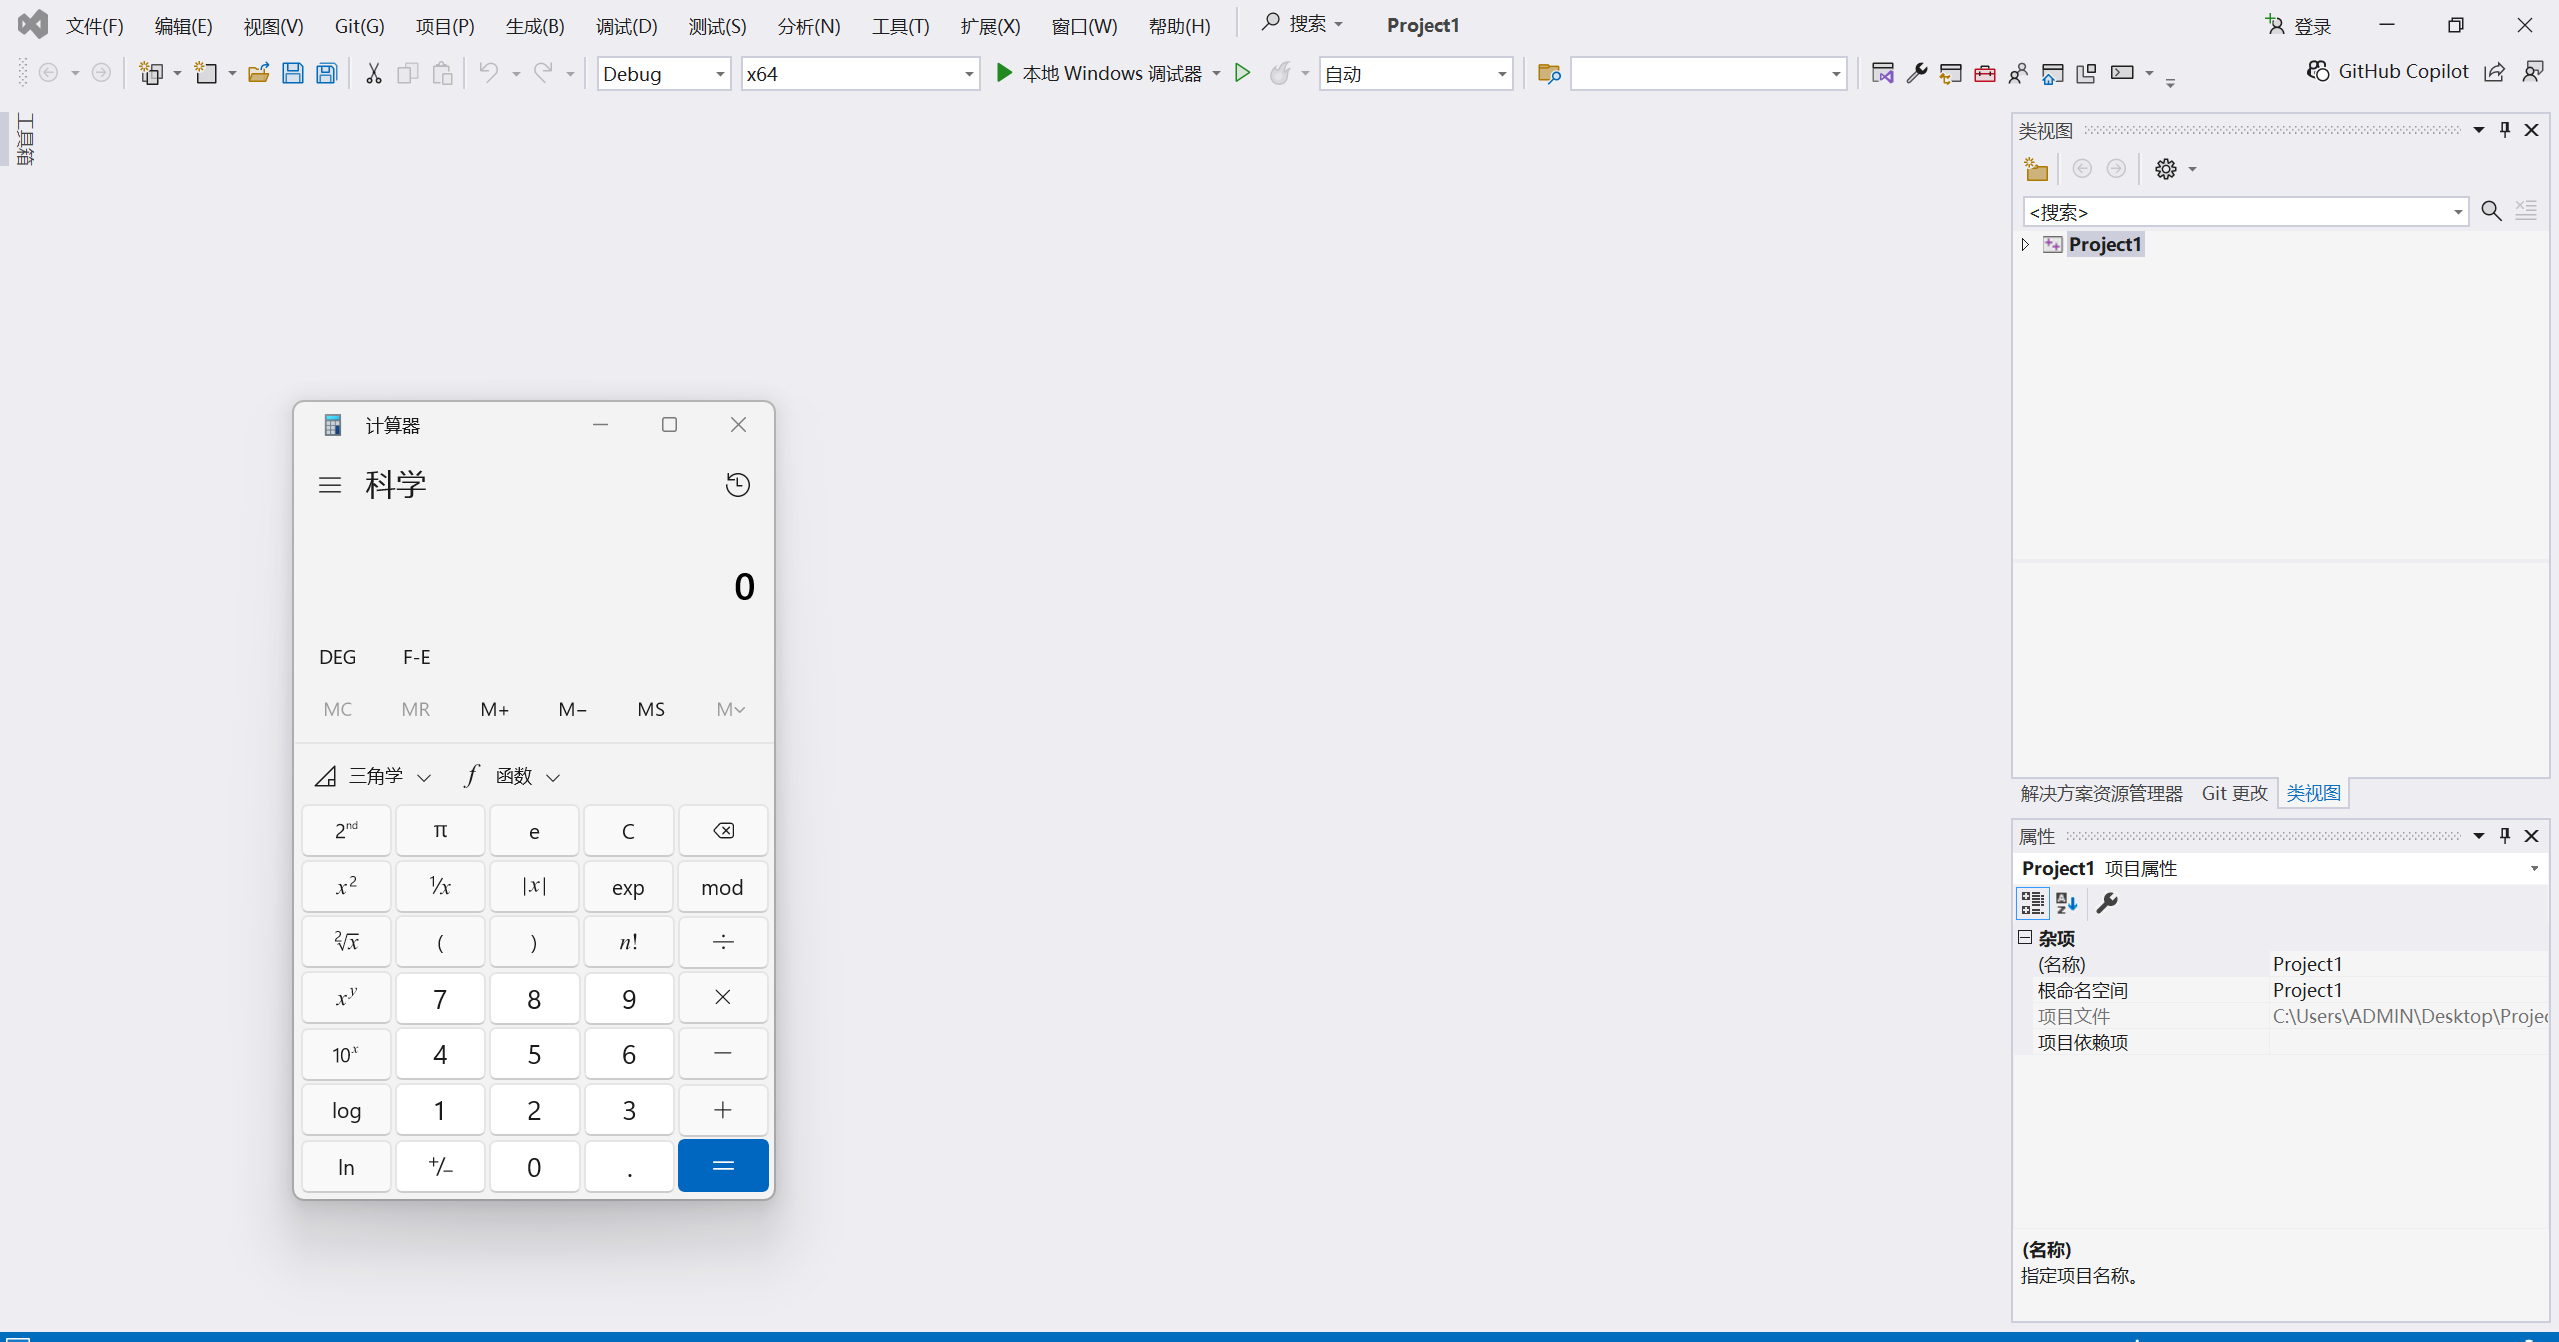 文件(F) 编辑(E) 视图(V) Git(G) 项目(P) 生成(B) 调试(D) 测试(S) 分析(N) 工具(T) 扩展(X) 窗口(W) 帮助(H) 搜索 Project1 登录
Debug x64 本地 Windows 调试器 自动 GitHub Copilot
工具箱
类视图
<搜索>
Project1
解决方案资源管理器 Git 更改 类视图
属性
Project1 项目属性
杂项
(名称) Project1
根命名空间 Project1
项目文件 C:\Users\ADMIN\Desktop\Projec
项目依赖项
(名称)
指定项目名称。
计算器
科学
0
DEG F-E
MC MR M+ M− MS M
三角学 f 函数
2nd π e C
x2 1/x |x| exp mod
2√x ( ) n! ÷
xy 7 8 9 ×
10x 4 5 6 −
log 1 2 3 +
ln +/− 0 . =